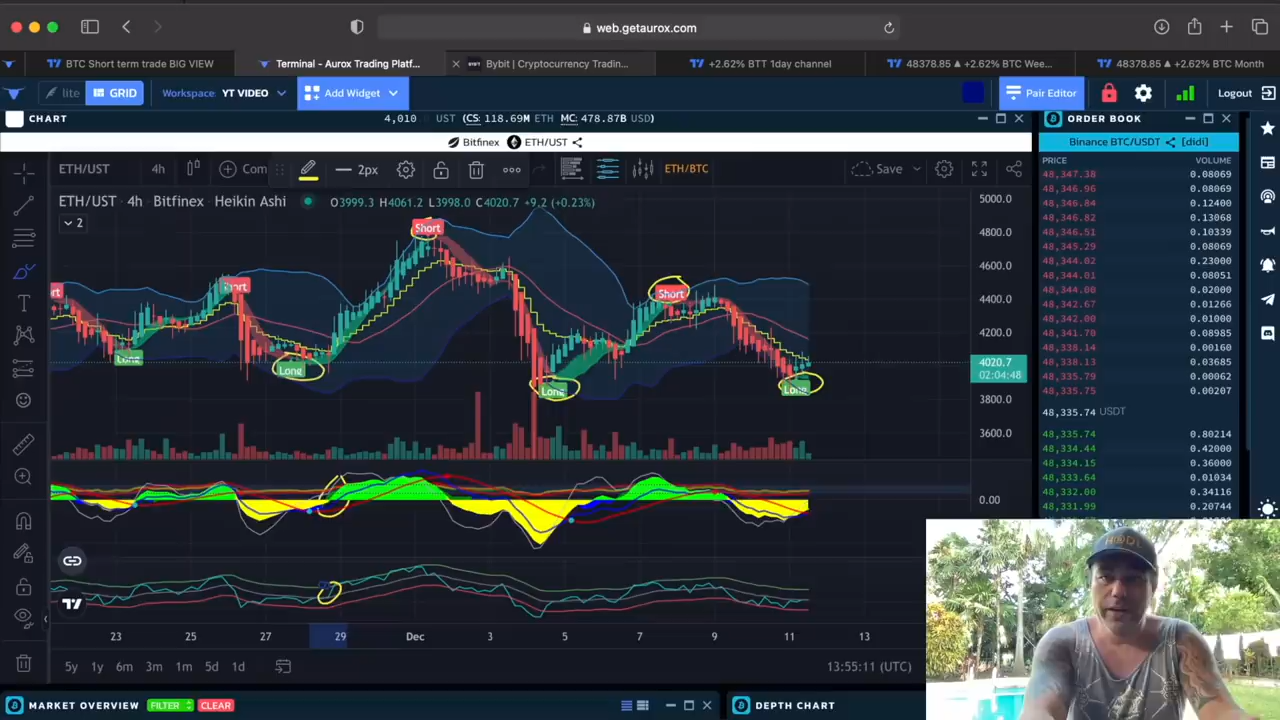 web.getaurox.com
BTC Short term trade BIG VIEW
Terminal - Aurox Trading Platf...
Bybit | Cryptocurrency Tradin...
+2.62% BTT 1day channel
48378.85 ▲ +2.62% BTC Wee...
48378.85 ▲ +2.62% BTC Month
lite
GRID
Workspace: YT VIDEO
Add Widget
Pair Editor
Logout
CHART
4,010 UST (CS: 118.69M ETH MC: 478.87B USD)
Bitfinex ETH/UST
ETH/UST 4h Com 2px ETH/BTC Save
ETH/UST · 4h · Bitfinex · Heikin Ashi
O3999.3 H4061.2 L3998.0 C4020.7 +9.2 (+0.23%)
2
Short
Short
Short
Long
Long
Long
Long
5000.0
4800.0
4600.0
4400.0
4200.0
4020.7
02:04:48
3800.0
3600.0
0.00
23 25 27 29 Dec 3 5 7 9 11 13
5y 1y 6m 3m 1m 5d 1d
13:55:11 (UTC)
ORDER BOOK
Binance BTC/USDT [didi]
PRICE VOLUME
48,347.38 0.08069
48,346.96 0.08069
48,346.84 0.12400
48,346.82 0.13068
48,346.51 0.10339
48,345.29 0.08069
48,344.02 0.23000
48,344.01 0.08051
48,344.00 0.02000
48,342.67 0.01266
48,342.00 0.01000
48,341.70 0.08985
48,338.14 0.00160
48,338.13 0.03685
48,335.79 0.00062
48,335.75 0.00207
48,335.74 USDT
48,335.74 0.80214
48,334.44 0.42000
48,334.15 0.36000
48,333.64 0.01034
48,332.00 0.34116
48,331.99 0.20744
MARKET OVERVIEW FILTER CLEAR
DEPTH CHART